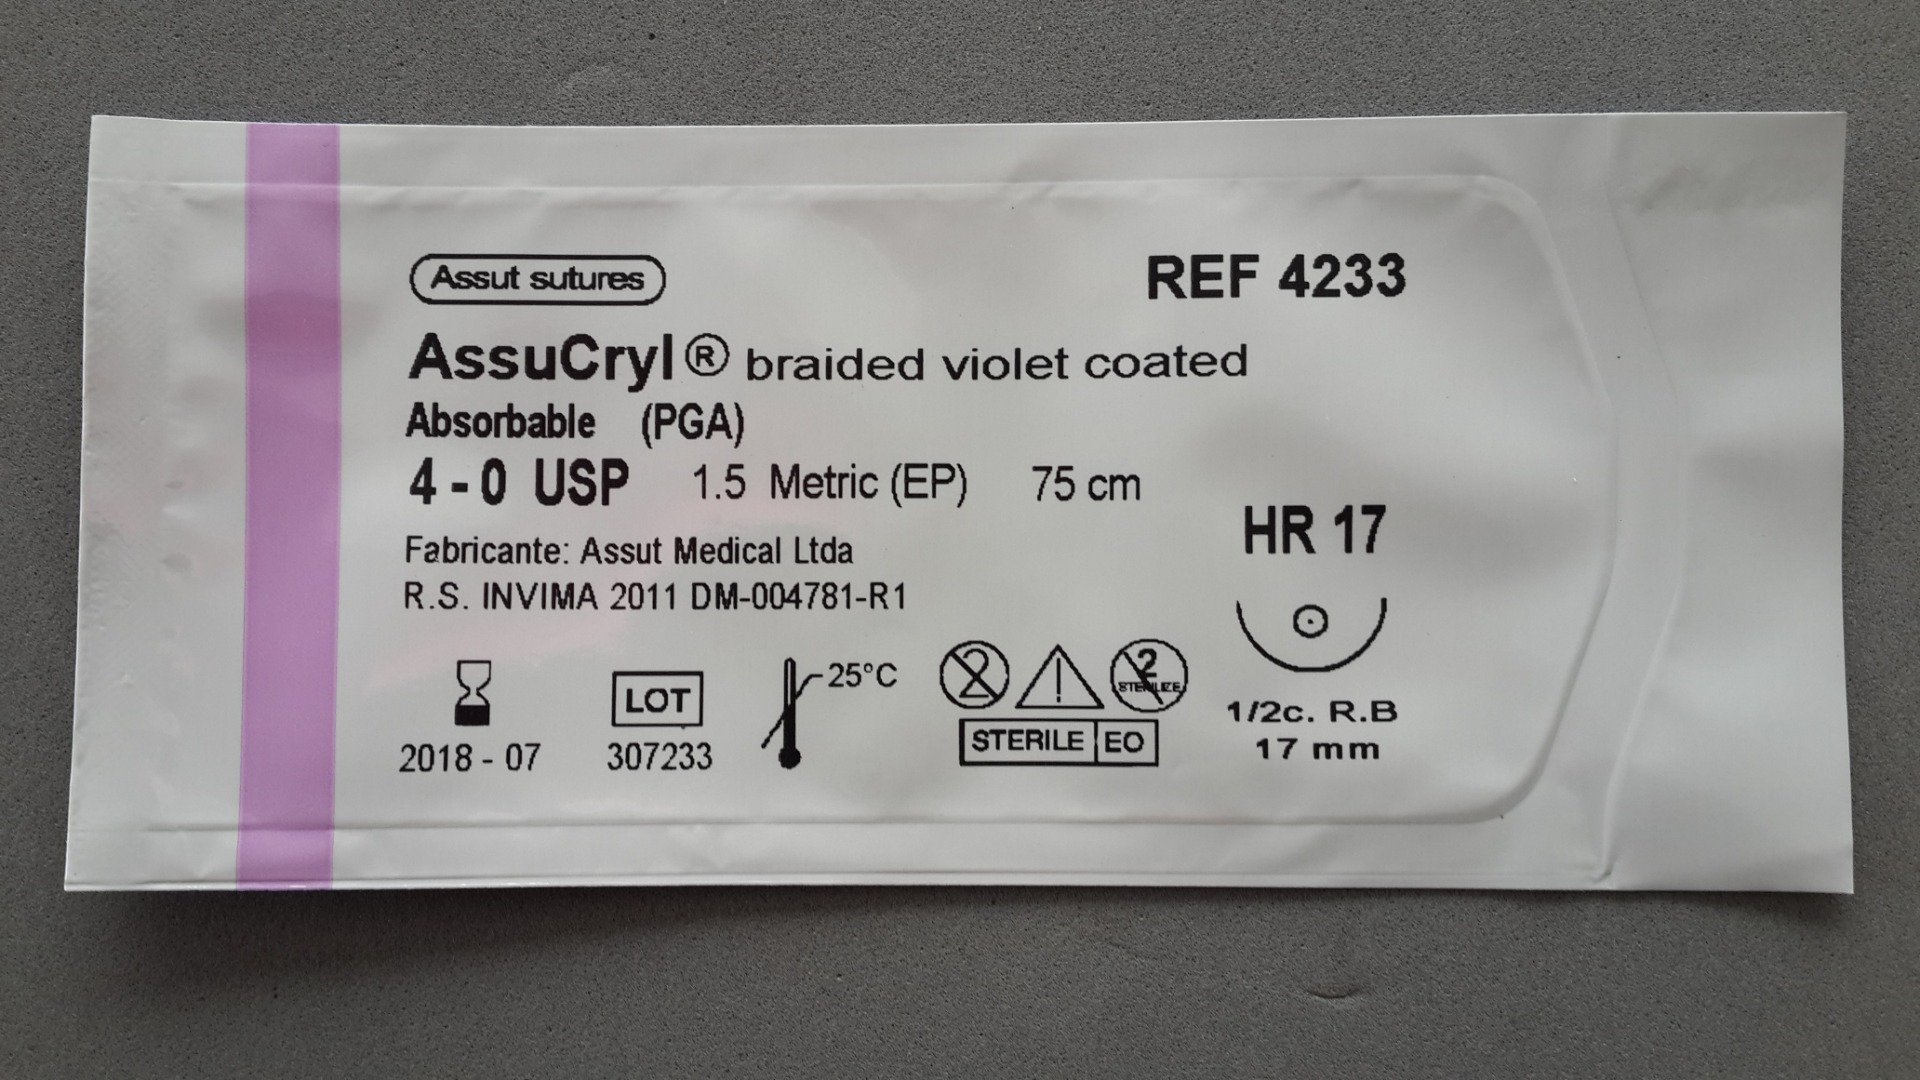 Assut sutures
REF 4233
AssuCryl® braided violet coated
Absorbable (PGA)
4 - 0 USP 1.5 Metric (EP) 75 cm
HR 17
Fabricante: Assut Medical Ltda
R.S. INVIMA 2011 DM-004781-R1
25°C
2
2
STERILIZE
LOT
STERILE EO
1/2c. R.B
2018 - 07
307233
17 mm